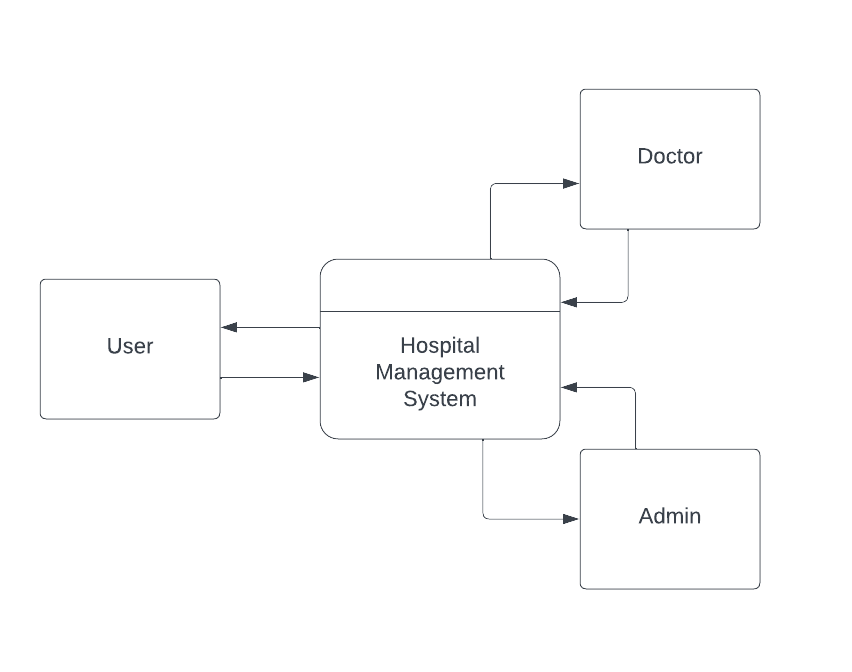 Doctor
User
Hospital
Management
System
Admin